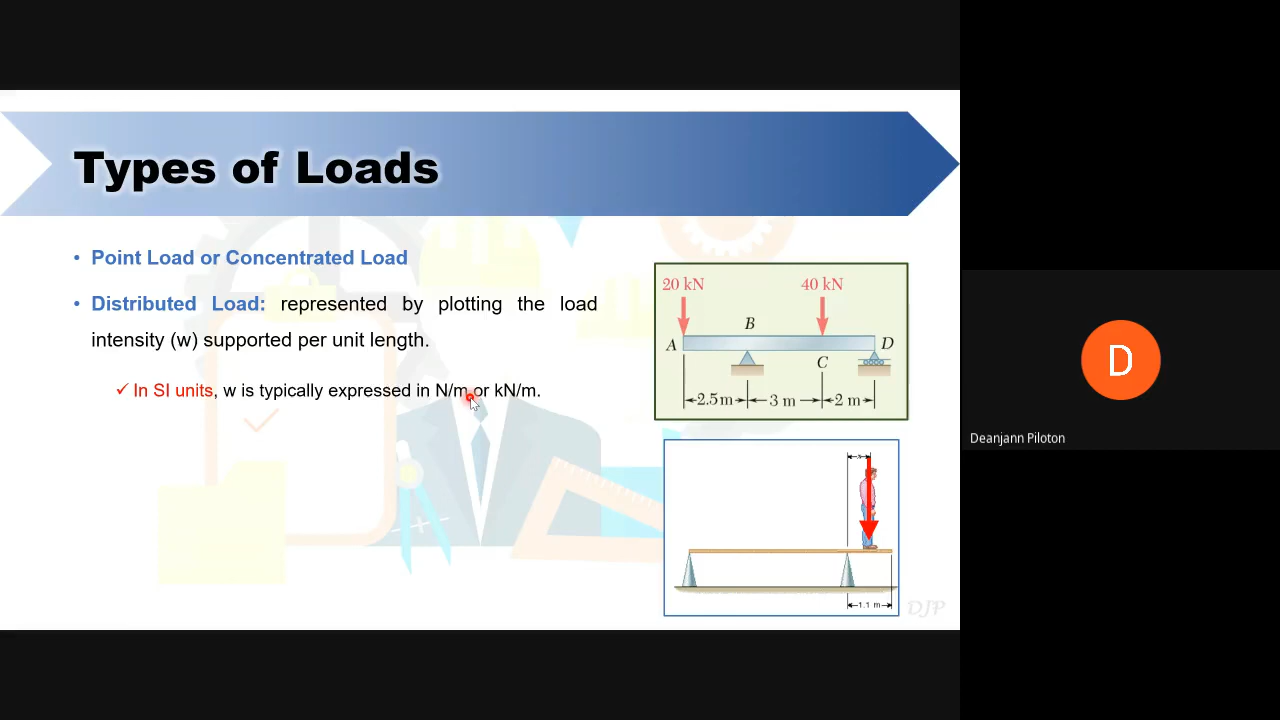 Types of Loads
• Point Load or Concentrated Load
• Distributed Load: represented by plotting the load
intensity (w) supported per unit length.
✓ In SI units, w is typically expressed in N/m or kN/m.
20 kN 40 kN
B
A D
C
2.5 m 3 m 2 m
x
1.1 m
DJP
D
Deanjann Piloton